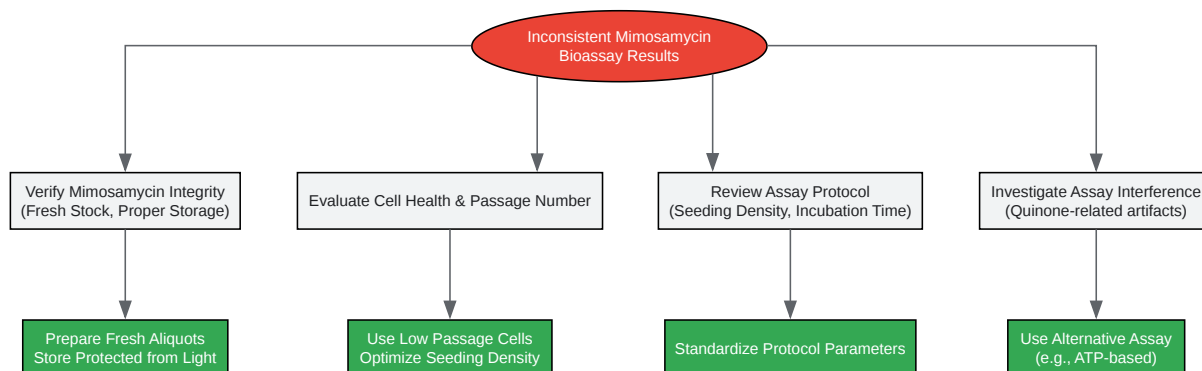 Inconsistent Mimosamycin
Bioassay Results
Verify Mimosamycin Integrity
(Fresh Stock, Proper Storage)
Evaluate Cell Health & Passage Number
Review Assay Protocol
(Seeding Density, Incubation Time)
Investigate Assay Interference
(Quinone-related artifacts)
Prepare Fresh Aliquots
Store Protected from Light
Use Low Passage Cells
Optimize Seeding Density
Standardize Protocol Parameters
Use Alternative Assay
(e.g., ATP-based)